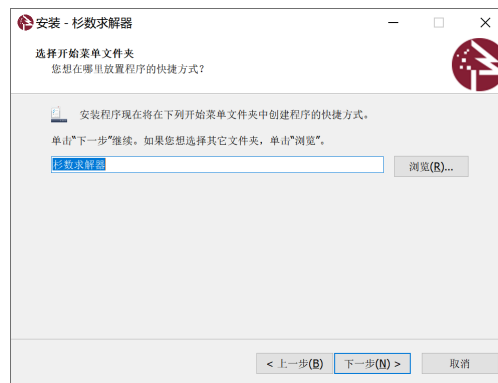 安装 - 杉数求解器
选择开始菜单文件夹
您想在哪里放置程序的快捷方式?
安装程序现在将在下列开始菜单文件夹中创建程序的快捷方式。
单击“下一步”继续。如果您想选择其它文件夹，单击“浏览”。
杉数求解器
浏览(R)...
< 上一步(B)
下一步(N) >
取消